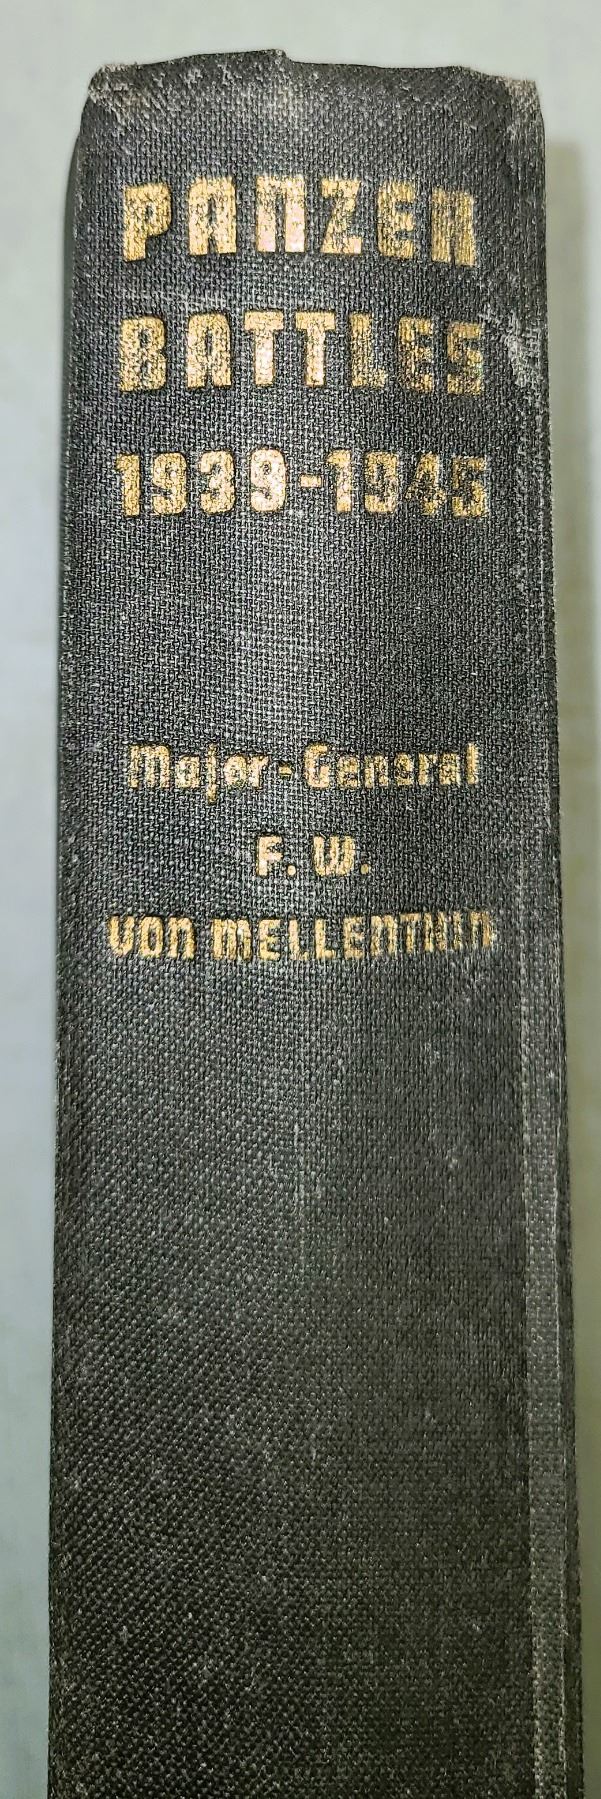 PANZER
BATTLES
1939-1945
Major-General
F. W.
VON MELLENTHIN